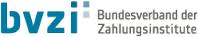 bvzi
Bundesverband der
Zahlungsinstitute